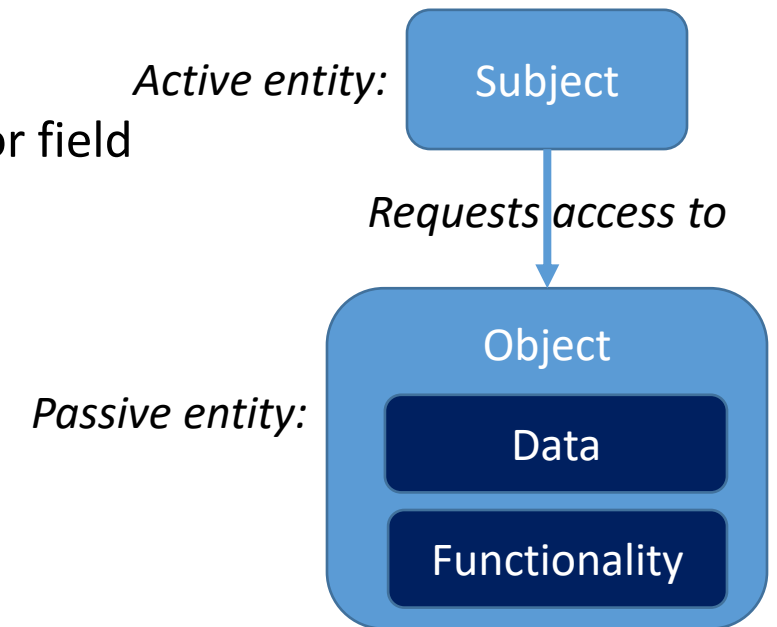 Active entity:
Subject
or field
Requests access to
Object
Passive entity:
Data
Functionality